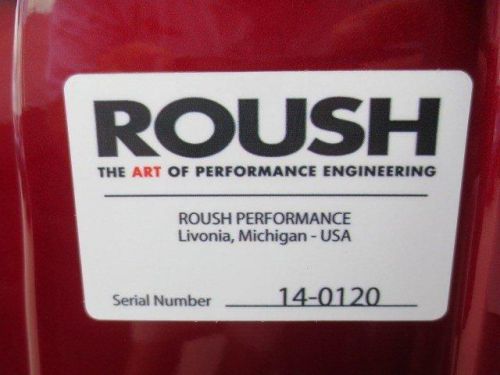 ROUSH
THE ART OF PERFORMANCE ENGINEERING
ROUSH PERFORMANCE
Livonia, Michigan - USA
Serial Number 14-0120